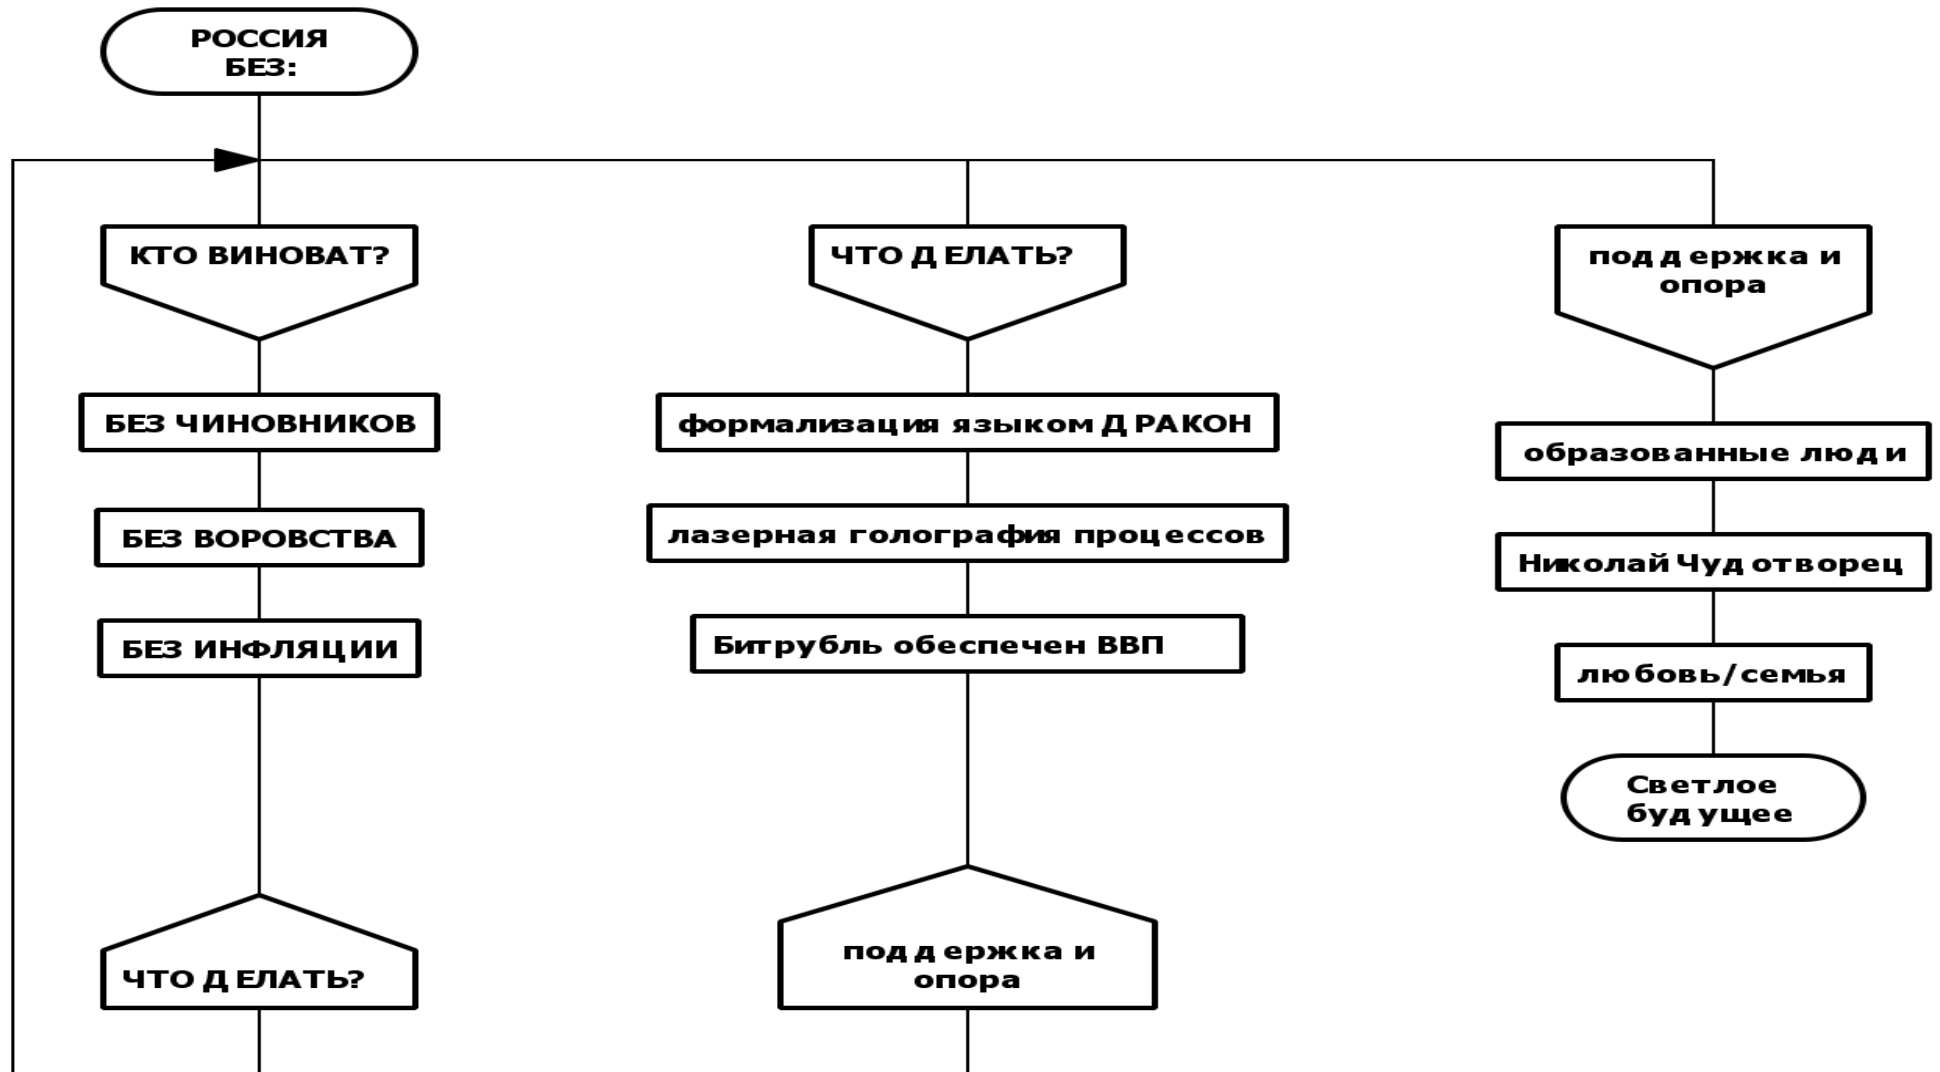 РОССИЯ
БЕЗ:
КТО ВИНОВАТ?
БЕЗ ЧИНОВНИКОВ
БЕЗ ВОРОВСТВА
БЕЗ ИНФЛЯЦИИ
ЧТО ДЕЛАТЬ?
ЧТО ДЕЛАТЬ?
формализация языком ДРАКОН
лазерная голография процессов
Битрубль обеспечен ВВП
поддержка и
опора
поддержка и
опора
образованные люди
Николай Чудотворец
любовь/семья
Светлое
будущее